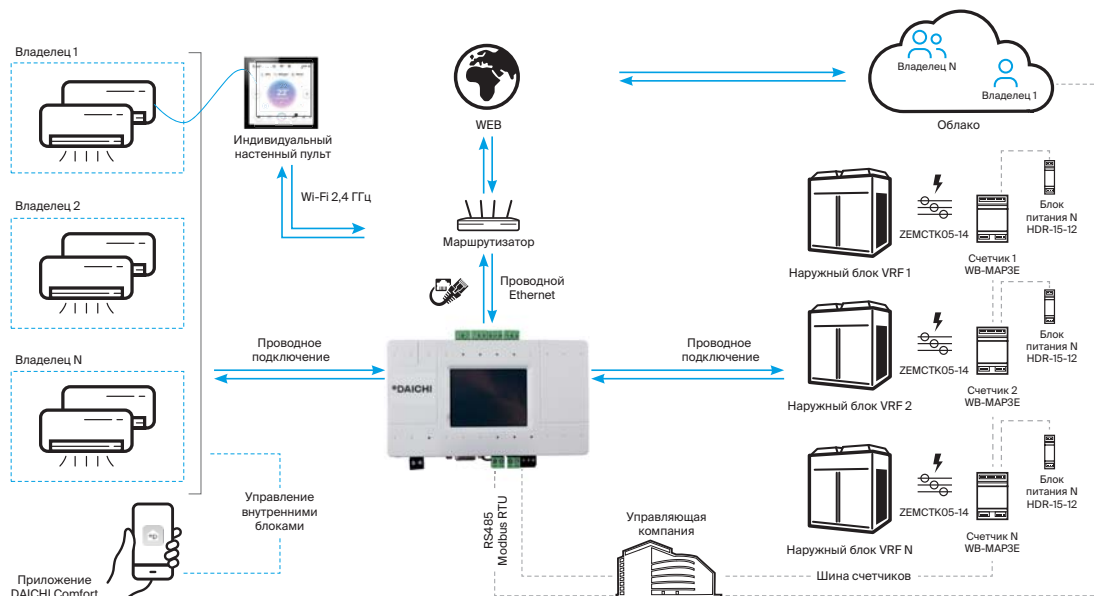 Владелец 1
Владелец 2
Владелец N
Индивидуальный
настенный пульт
Wi-Fi 2,4 ГГц
WEB
Маршрутизатор
Проводной
Ethernet
Владелец N
Владелец 1
Облако
Проводное
подключение
*DAICHI
Проводное
подключение
RS485
Modbus RTU
Управление
внутренними
блоками
Приложение
DAICHI Comfort
Управляющая
компания
Шина счетчиков
Наружный блок VRF 1
ZEMCTK05-14
Счетчик 1
WB-MAP3E
Блок
питания N
HDR-15-12
Наружный блок VRF 2
ZEMCTK05-14
Счетчик 2
WB-MAP3E
Блок
питания N
HDR-15-12
Наружный блок VRF N
ZEMCTK05-14
Счетчик N
WB-MAP3E
Блок
питания N
HDR-15-12